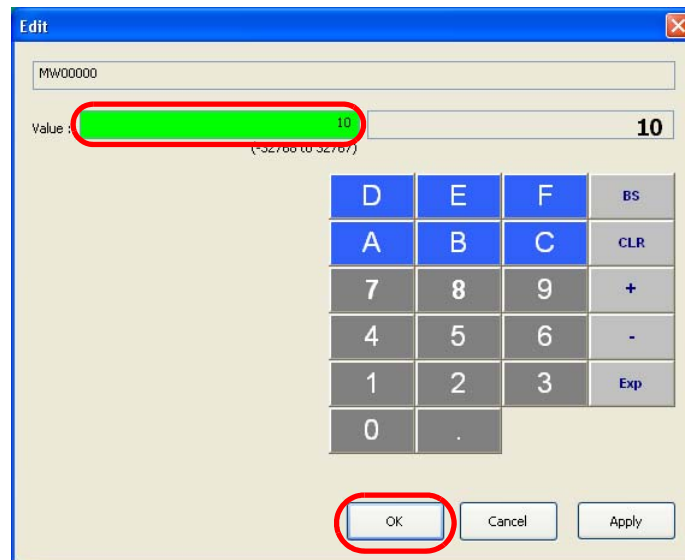 Edit
MW00000
Value : 10 10
(-32768 to 32767)
D E F BS
A B C CLR
7 8 9 +
4 5 6 -
1 2 3 Exp
0 .
OK Cancel Apply